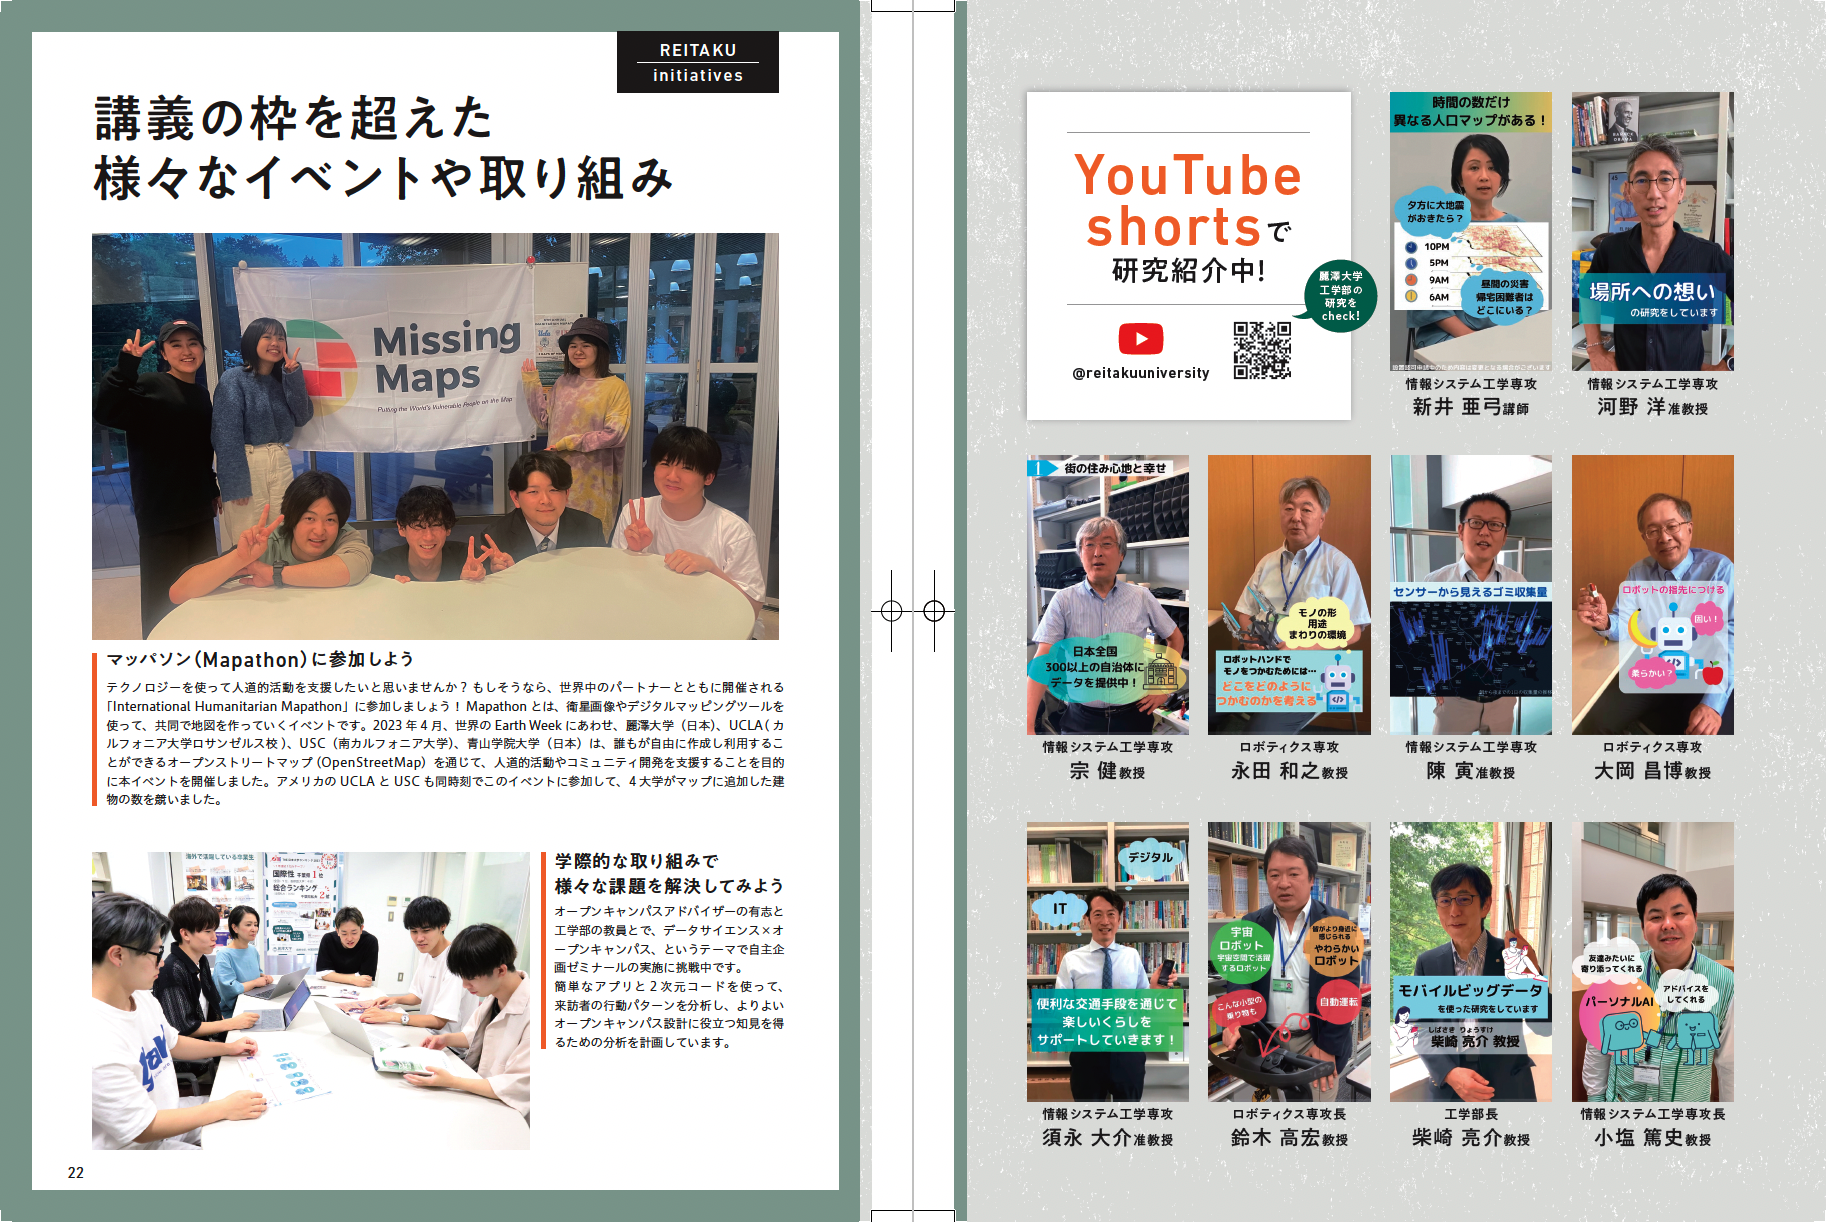 REITAKU
initiatives
講義の枠を超えた
様々なイベントや取り組み
Missing
Maps
Putting the World's Vulnerable People on the Map
マッパソン（Mapathon）に参加しよう
テクノロジーを使って人道的活動を支援したいと思いませんか？ もしそうなら、世界中のパートナーとともに開催される
「International Humanitarian Mapathon」に参加しましょう！ Mapathon とは、衛星画像やデジタルマッピングツールを
使って、共同で地図を作っていくイベントです。2023 年 4 月、世界の Earth Week にあわせ、麗澤大学（日本）、UCLA( カ
ルフォニア大学ロサンゼルス校 )、USC（南カルフォニア大学）、青山学院大学（日本）は、誰もが自由に作成し利用するこ
とができるオープンストリートマップ（OpenStreetMap）を通じて、人道的活動やコミュニティ開発を支援することを目的
に本イベントを開催しました。アメリカの UCLA と USC も同時刻でこのイベントに参加して、4 大学がマップに追加した建
物の数を競いました。
海外で活躍している卒業生
国際性 千葉県 1位
総合ランキング 2位
学際的な取り組みで
様々な課題を解決してみよう
オープンキャンパスアドバイザーの有志と
工学部の教員とで、データサイエンス×オ
ープンキャンパス、というテーマで自主企
画ゼミナールの実施に挑戦中です。
簡単なアプリと 2 次元コードを使って、
来訪者の行動パターンを分析し、よりよい
オープンキャンパス設計に役立つ知見を得
るための分析を計画しています。
22
YouTube
shortsで
研究紹介中!
麗澤大学
工学部の
研究を
check!
@reitakuuniversity
時間の数だけ
異なる人口マップがある！
夕方に大地震
がおきたら？
10PM
5PM
9AM
6AM
昼間の災害
帰宅困難者は
どこにいる？
情報システム工学専攻
新井 亜弓講師
場所への想い
の研究をしています
情報システム工学専攻
河野 洋准教授
1 街の住み心地と幸せ
日本全国
300以上の自治体に
データを提供中！
情報システム工学専攻
宗 健教授
モノの形
用途
まわりの環境
ロボットハンドで
モノをつかむためには…
どこをどのように
つかむのかを考える
ロボティクス専攻
永田 和之教授
センサーから見えるゴミ収集量
情報システム工学専攻
陳 寅准教授
ロボットの指先につける
固い！
柔らかい？
ロボティクス専攻
大岡 昌博教授
デジタル
IT
便利な交通手段を通じて
楽しいくらしを
サポートしていきます！
情報システム工学専攻
須永 大介准教授
宇宙
ロボット
宇宙空間で活躍
するロボット
皆がより身近に
感じられる
やわらかい
ロボット
こんな小型の
乗り物も
自動運転
ロボティクス専攻長
鈴木 高宏教授
モバイルビッグデータ
を使った研究をしています
しばさき りょうすけ
柴崎 亮介 教授
工学部長
柴崎 亮介教授
友達みたいに
寄り添ってくれる
アドバイスを
してくれる
パーソナルAI
情報システム工学専攻長
小塩 篤史教授